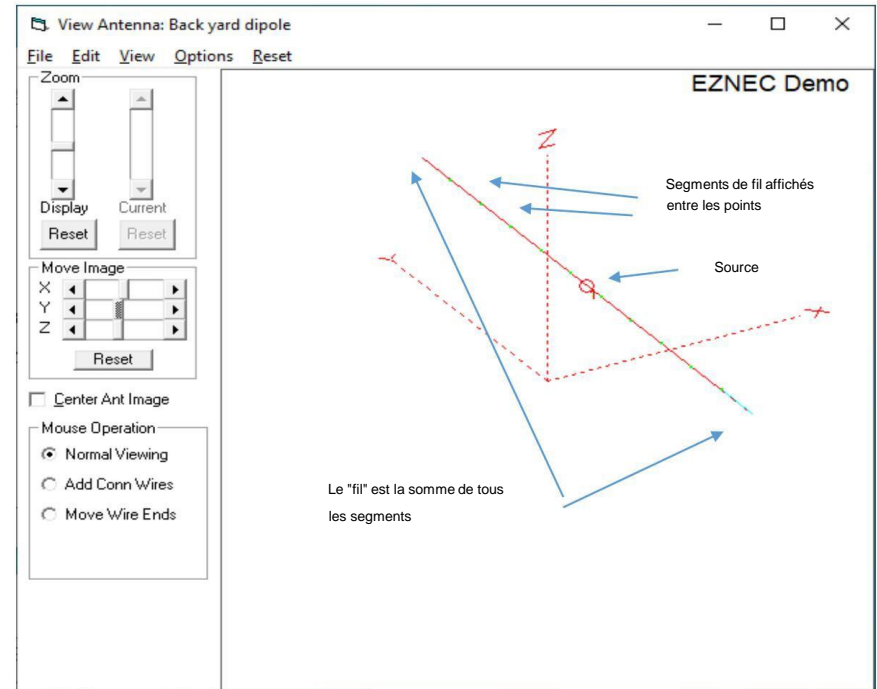 View Antenna: Back yard dipole
File Edit View Options Reset
EZNEC Demo
Zoom
Display Current
Reset Reset
Move Image
X
Y
Z
Reset
Center Ant Image
Mouse Operation
Normal Viewing
Add Conn Wires
Move Wire Ends
Z
Y
X
1
Segments de fil affichés
entre les points
Source
Le "fil" est la somme de tous
les segments